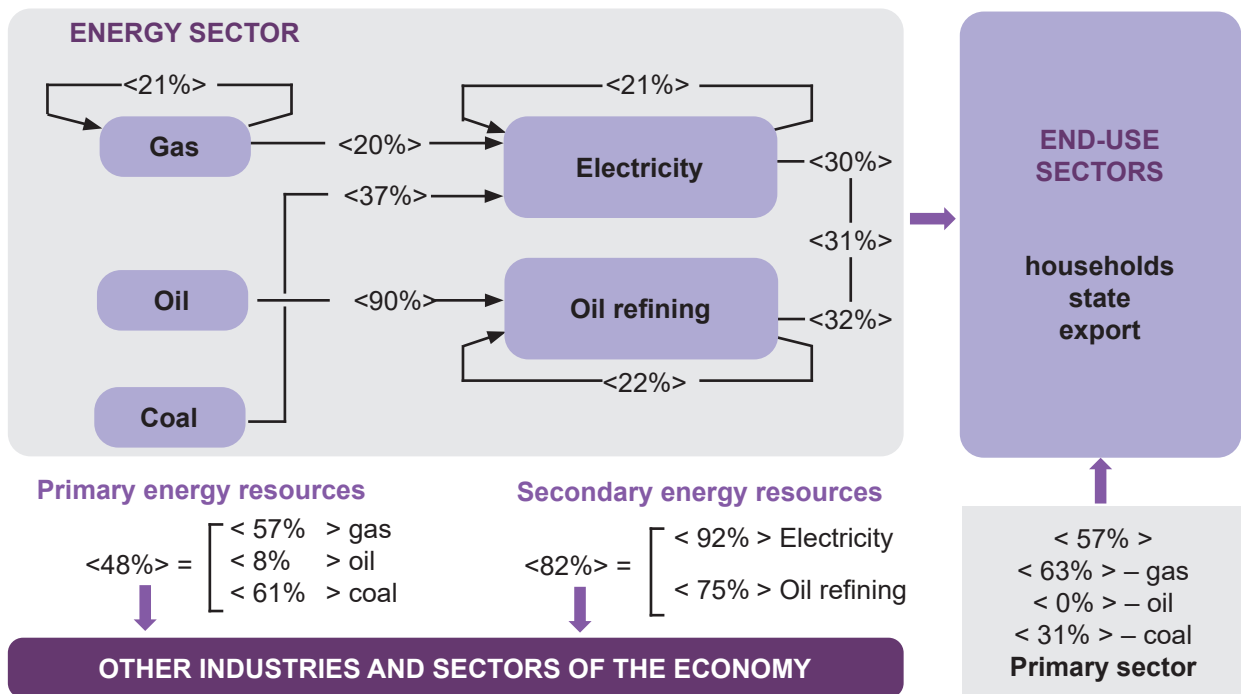 ENERGY SECTOR
<21%>
<21%>
Gas
<20%>
Electricity
<30%>
<37%>
<31%>
Oil
<90%>
Oil refining
<32%>
<22%>
Coal
END-USE
SECTORS
households
state
export
Primary energy resources
<48%> =
< 57% > gas
< 8% > oil
< 61% > coal
Secondary energy resources
<82%> =
< 92% > Electricity
< 75% > Oil refining
< 57% >
< 63% > – gas
< 0% > – oil
< 31% > – coal
Primary sector
OTHER INDUSTRIES AND SECTORS OF THE ECONOMY